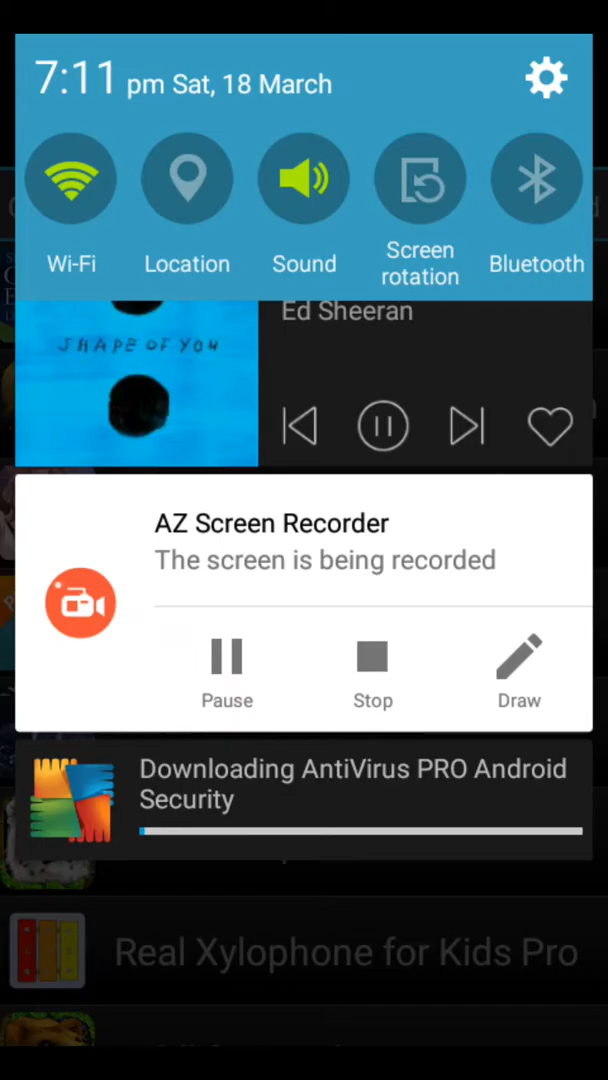 7:11 pm Sat, 18 March
Wi-Fi
Location
Sound
Screen
rotation
Bluetooth
Ed Sheeran
SHAPE OF YOU
AZ Screen Recorder
The screen is being recorded
Pause
Stop
Draw
Downloading AntiVirus PRO Android
Security
Real Xylophone for Kids Pro